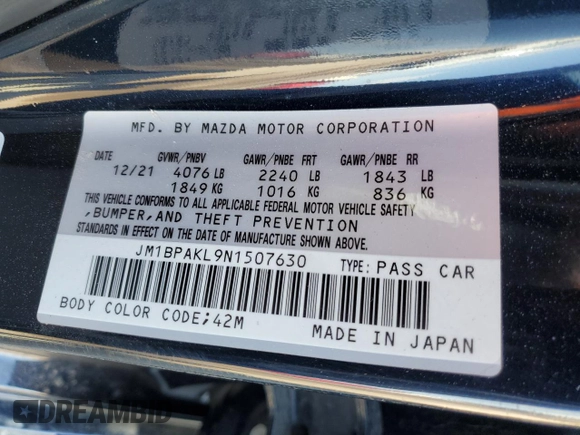 MFD. BY MAZDA MOTOR CORPORATION
DATE GVWR/PNBV GAWR/PNBE FRT GAWR/PNBE RR
12/21 4076 LB 2240 LB 1843 LB
1849 KG 1016 KG 836 KG
THIS VEHICLE CONFORMS TO ALL APPLICABLE FEDERAL MOTOR VEHICLE SAFETY
,BUMPER,AND THEFT PREVENTION
STANDARDS IN EFFECT ON THE DATE OF MANUFACTURE SHOWN ABOVE.
JM1BPAKL9N1507630 TYPE: PASS CAR
BODY COLOR CODE;42M MADE IN JAPAN
DREAMBID